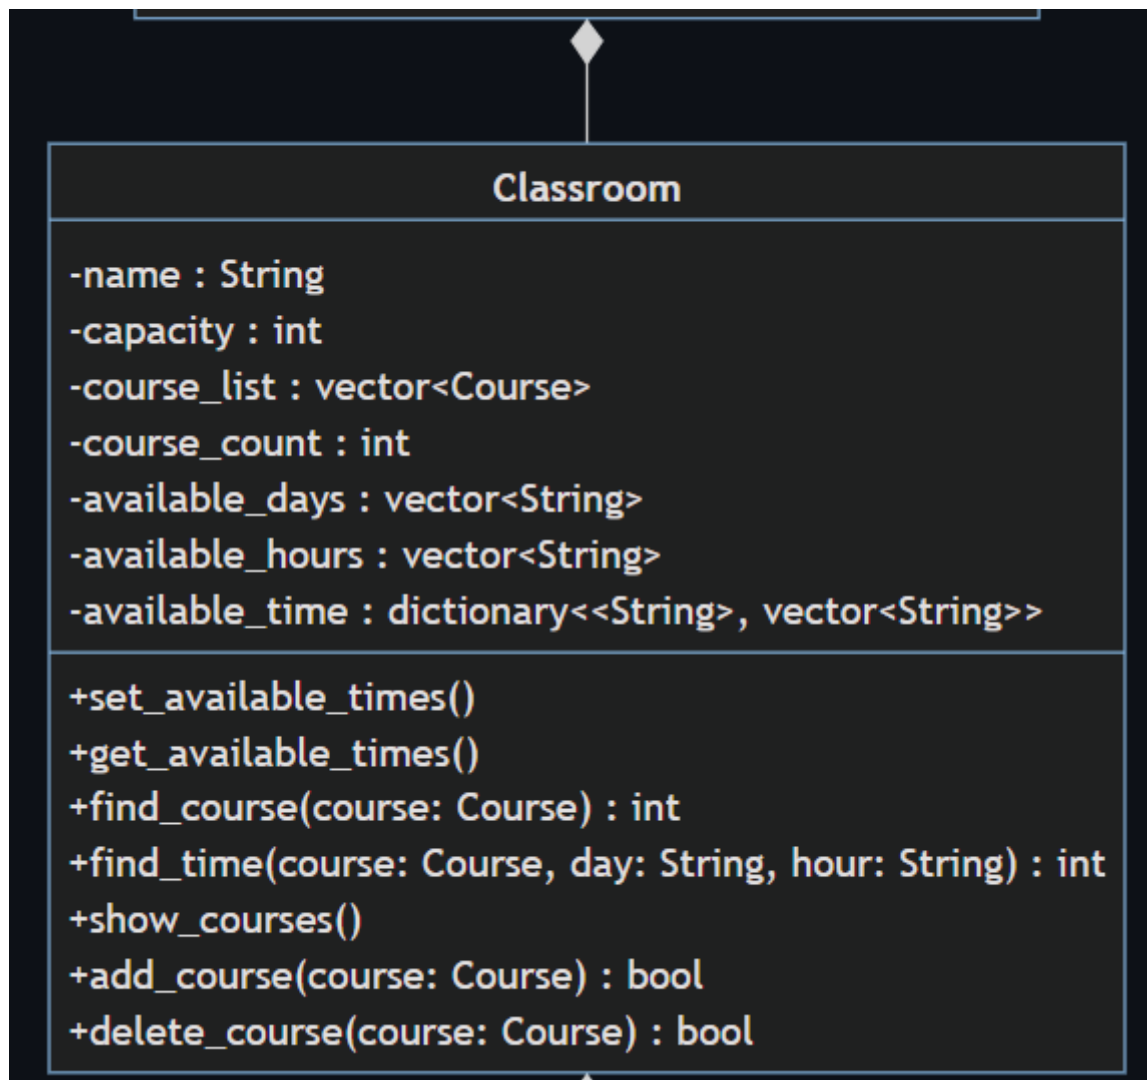 Classroom
-name : String
-capacity : int
-course_list : vector<Course>
-course_count : int
-available_days : vector<String>
-available_hours : vector<String>
-available_time : dictionary<<String>, vector<String>>
+set_available_times()
+get_available_times()
+find_course(course: Course) : int
+find_time(course: Course, day: String, hour: String) : int
+show_courses()
+add_course(course: Course) : bool
+delete_course(course: Course) : bool